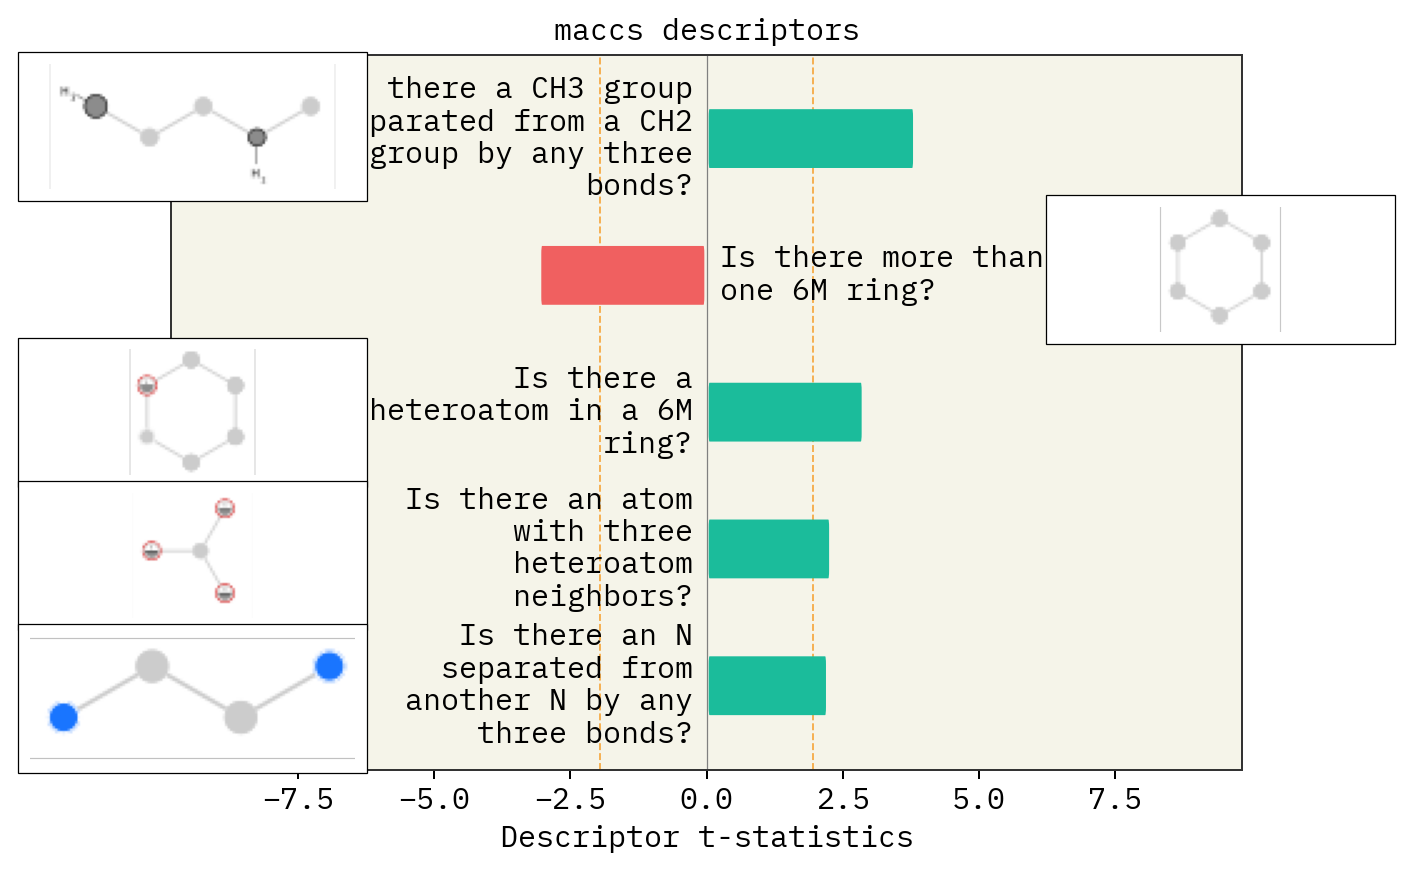 maccs descriptors
there a CH3 group
parated from a CH2
group by any three
bonds?
Is there more than
one 6M ring?
Is there a
heteroatom in a 6M
ring?
Is there an atom
with three
heteroatom
neighbors?
Is there an N
separated from
another N by any
three bonds?
−7.5 −5.0 −2.5 0.0 2.5 5.0 7.5
Descriptor t-statistics